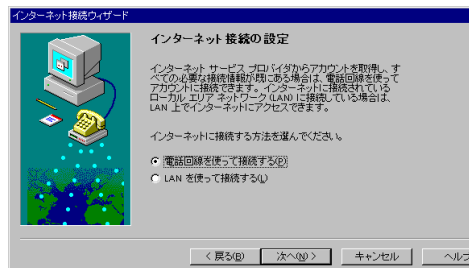 インターネット接続ウィザード
インターネット接続の設定
インターネット サービス プロバイダからアカウントを取得し、す
べての必要な接続情報が既にある場合は、電話回線を使って
アカウントに接続できます。インターネットに接続されている
ローカル エリア ネットワーク (LAN) に接続している場合は、
LAN 上でインターネットにアクセスできます。
インターネットに接続する方法を選んでください。
電話回線を使って接続する(P)
LAN を使って接続する(L)
< 戻る(B) 次へ(N) > キャンセル ヘルプ